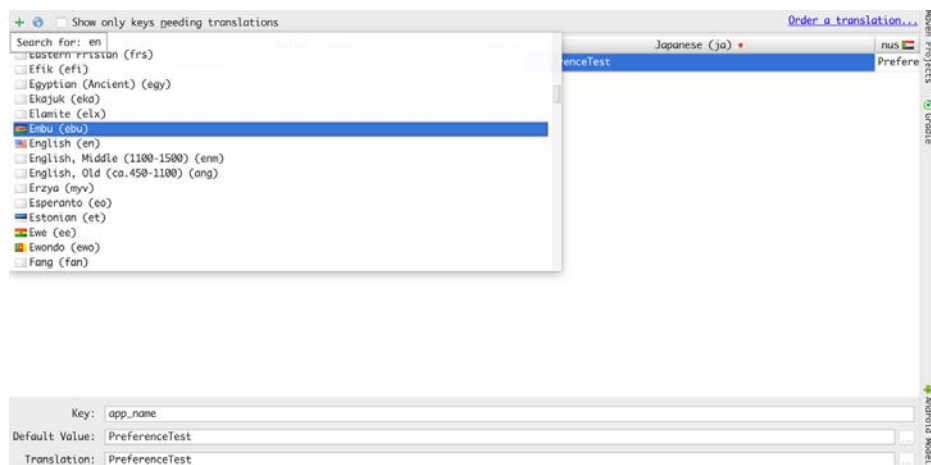 Show only keys needing translations
Order a translation...
Search for: en
Japanese (ja)
nus
Eastern Frisian (frs)
enceTest
Prefere
Efik (efi)
Egyptian (Ancient) (egy)
Ekajuk (eka)
Elamite (elx)
Embu (ebu)
English (en)
English, Middle (1100-1500) (enm)
English, Old (ca.450-1100) (ang)
Erzya (myv)
Esperanto (eo)
Estonian (et)
Ewe (ee)
Ewondo (ewo)
Fang (fan)
Key: app_name
Default Value: PreferenceTest
Translation: PreferenceTest
Maven Projects
Gradle
Android Model